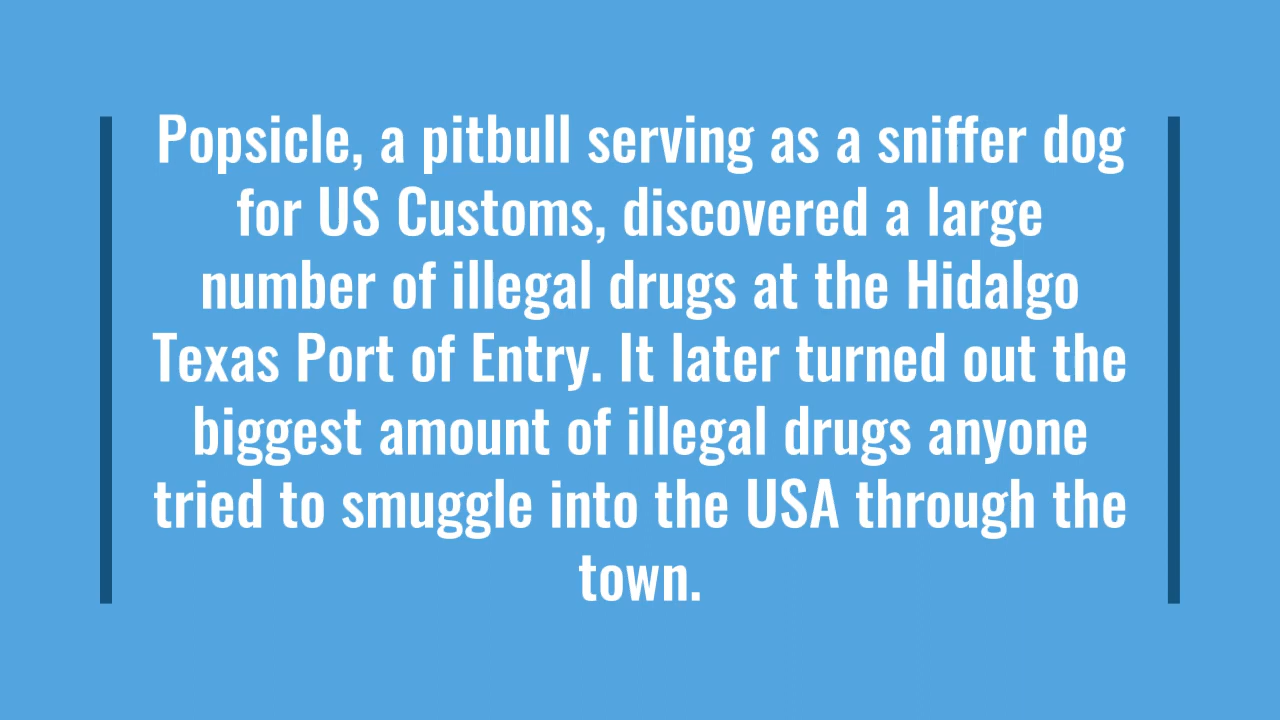 Popsicle, a pitbull serving as a sniffer dog
for US Customs, discovered a large
number of illegal drugs at the Hidalgo
Texas Port of Entry. It later turned out the
biggest amount of illegal drugs anyone
tried to smuggle into the USA through the
town.